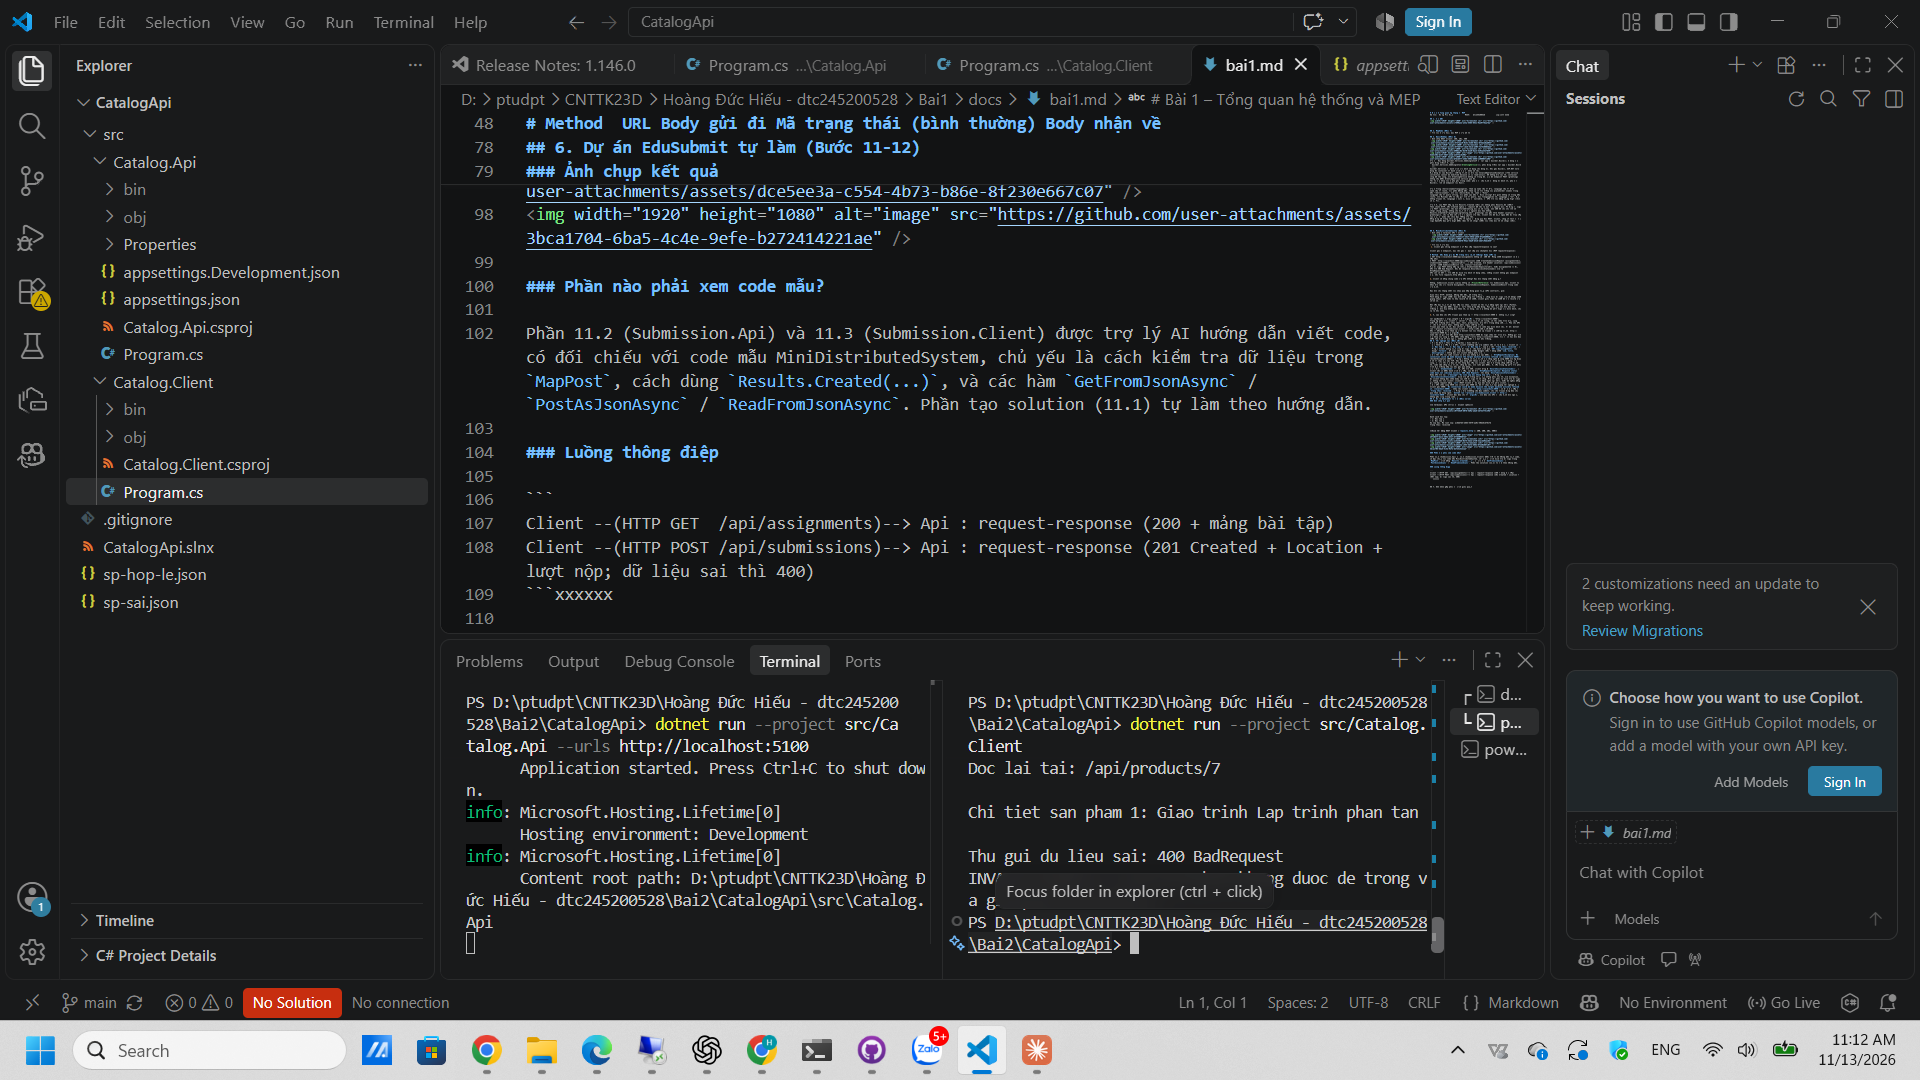 File Edit Selection View Go Run Terminal Help
CatalogApi
Sign In
Explorer
CatalogApi
src
Catalog.Api
bin
obj
Properties
{} appsettings.Development.json
{} appsettings.json
Catalog.Api.csproj
C# Program.cs
Catalog.Client
bin
obj
Catalog.Client.csproj
C# Program.cs
.gitignore
CatalogApi.slnx
{} sp-hop-le.json
{} sp-sai.json
Timeline
C# Project Details
Release Notes: 1.146.0
C# Program.cs ...\Catalog.Api
C# Program.cs ...\Catalog.Client
bai1.md
{} appsett
D: > ptudpt > CNTTK23D > Hoàng Đức Hiếu - dtc245200528 > Bai1 > docs > bai1.md > abc # Bài 1 – Tổng quan hệ thống và MEP
Text Editor
48 # Method  URL Body gửi đi Mã trạng thái (bình thường) Body nhận về
78 ## 6. Dự án EduSubmit tự làm (Bước 11-12)
79 ### Ảnh chụp kết quả
user-attachments/assets/dce5ee3a-c554-4b73-b86e-8f230e667c07" />
98 <img width="1920" height="1080" alt="image" src="https://github.com/user-attachments/assets/
3bca1704-6ba5-4c4e-9efe-b272414221ae" />
99
100 ### Phần nào phải xem code mẫu?
101
102 Phần 11.2 (Submission.Api) và 11.3 (Submission.Client) được trợ lý AI hướng dẫn viết code,
có đối chiếu với code mẫu MiniDistributedSystem, chủ yếu là cách kiểm tra dữ liệu trong
`MapPost`, cách dùng `Results.Created(...)`, và các hàm `GetFromJsonAsync` /
`PostAsJsonAsync` / `ReadFromJsonAsync`. Phần tạo solution (11.1) tự làm theo hướng dẫn.
103
104 ### Luồng thông điệp
105
106 ```
107 Client --(HTTP GET  /api/assignments)--> Api : request-response (200 + mảng bài tập)
108 Client --(HTTP POST /api/submissions)--> Api : request-response (201 Created + Location +
lượt nộp; dữ liệu sai thì 400)
109 ```xxxxxx
110
Problems Output Debug Console Terminal Ports
PS D:\ptudpt\CNTTK23D\Hoàng Đức Hiếu - dtc245200
528\Bai2\CatalogApi> dotnet run --project src/Ca
talog.Api --urls http://localhost:5100
Application started. Press Ctrl+C to shut dow
n.
info: Microsoft.Hosting.Lifetime[0]
Hosting environment: Development
info: Microsoft.Hosting.Lifetime[0]
Content root path: D:\ptudpt\CNTTK23D\Hoàng Đ
ức Hiếu - dtc245200528\Bai2\CatalogApi\src\Catalog.
Api
PS D:\ptudpt\CNTTK23D\Hoàng Đức Hiếu - dtc245200528
\Bai2\CatalogApi> dotnet run --project src/Catalog.
Client
Doc lai tai: /api/products/7
Chi tiet san pham 1: Giao trinh Lap trinh phan tan
Thu gui du lieu sai: 400 BadRequest
duoc de trong v
Focus folder in explorer (ctrl + click)
PS D:\ptudpt\CNTTK23D\Hoàng Đức Hiếu - dtc245200528
\Bai2\CatalogApi>
d...
p...
pow...
Chat
Sessions
2 customizations need an update to
keep working.
Review Migrations
Choose how you want to use Copilot.
Sign in to use GitHub Copilot models, or
add a model with your own API key.
Add Models
Sign In
bai1.md
Chat with Copilot
Models
Copilot
main
0 0
No Solution
No connection
Ln 1, Col 1
Spaces: 2
UTF-8
CRLF
{} Markdown
No Environment
Go Live
1
Search
H
Zalo
5+
ENG
11:12 AM
11/13/2026